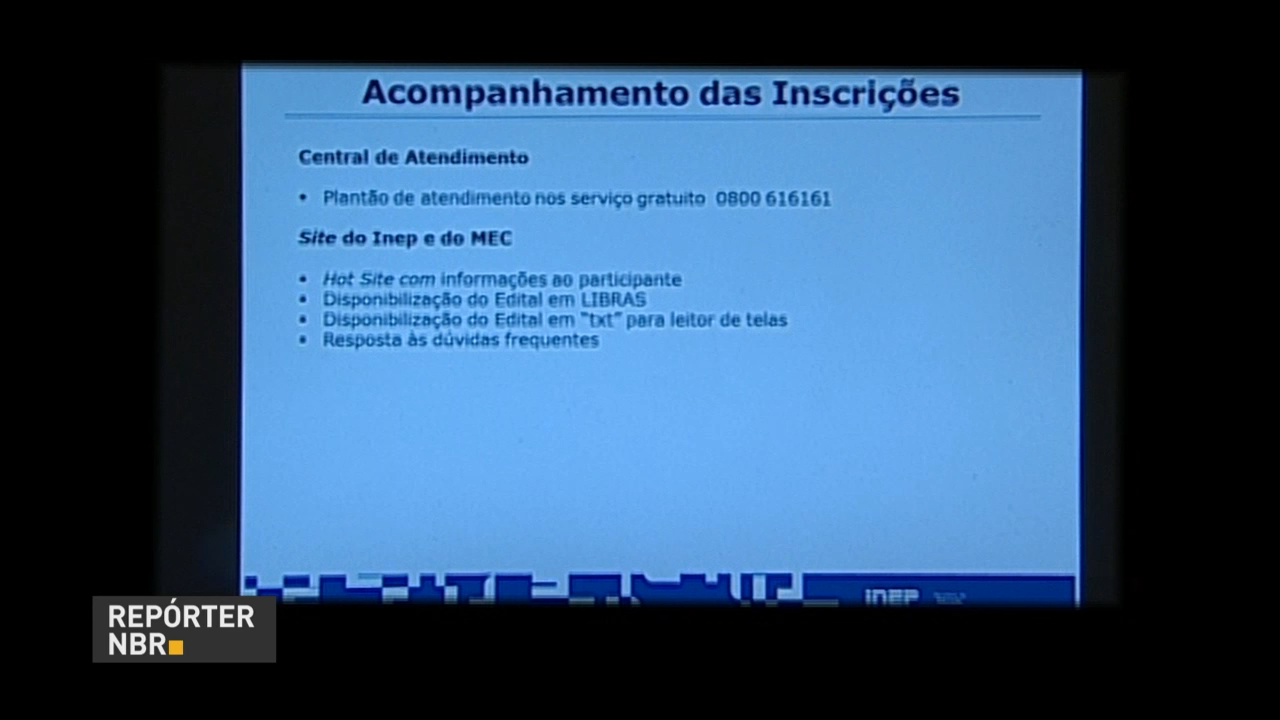 Acompanhamento das Inscrições
Central de Atendimento
• Plantão de atendimento nos serviço gratuito 0800 616161
Site do Inep e do MEC
• Hot Site com informações ao participante
• Disponibilização do Edital em LIBRAS
• Disponibilização do Edital em "txt" para leitor de telas
• Resposta às dúvidas frequentes
INEP
REPÓRTER
NBR